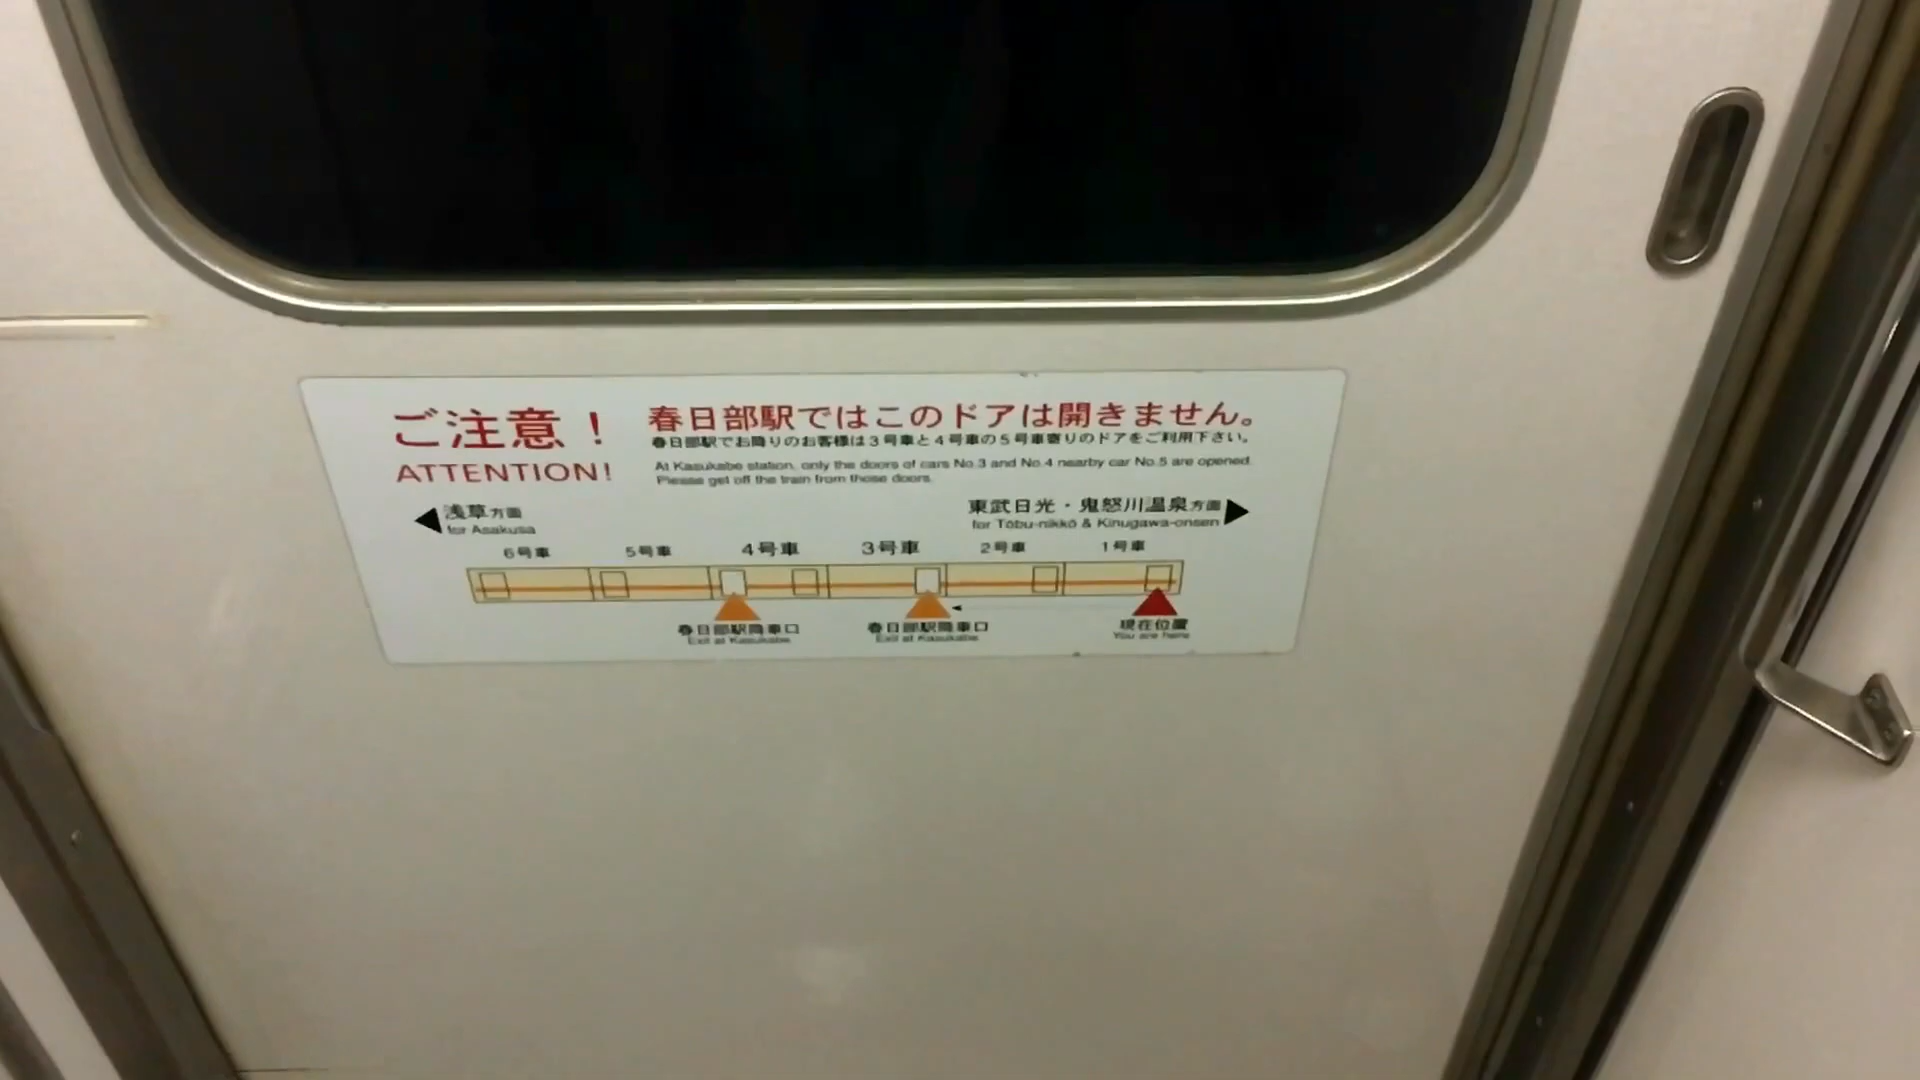 ご注意！
ATTENTION!
春日部駅ではこのドアは開きません。
春日部駅でお降りのお客様は3号車と4号車の5号車寄りのドアをご利用下さい。
At Kasukabe station, only the doors of cars No.3 and No.4 nearby car No.5 are opened.
Please get off the train from those doors.
浅草方面
for Asakusa
東武日光・鬼怒川温泉方面
for Tōbu-nikkō & Kinugawa-onsen
6号車 5号車 4号車 3号車 2号車 1号車
春日部駅降車口 春日部駅降車口 現在位置
Exit at Kasukabe Exit at Kasukabe You are here